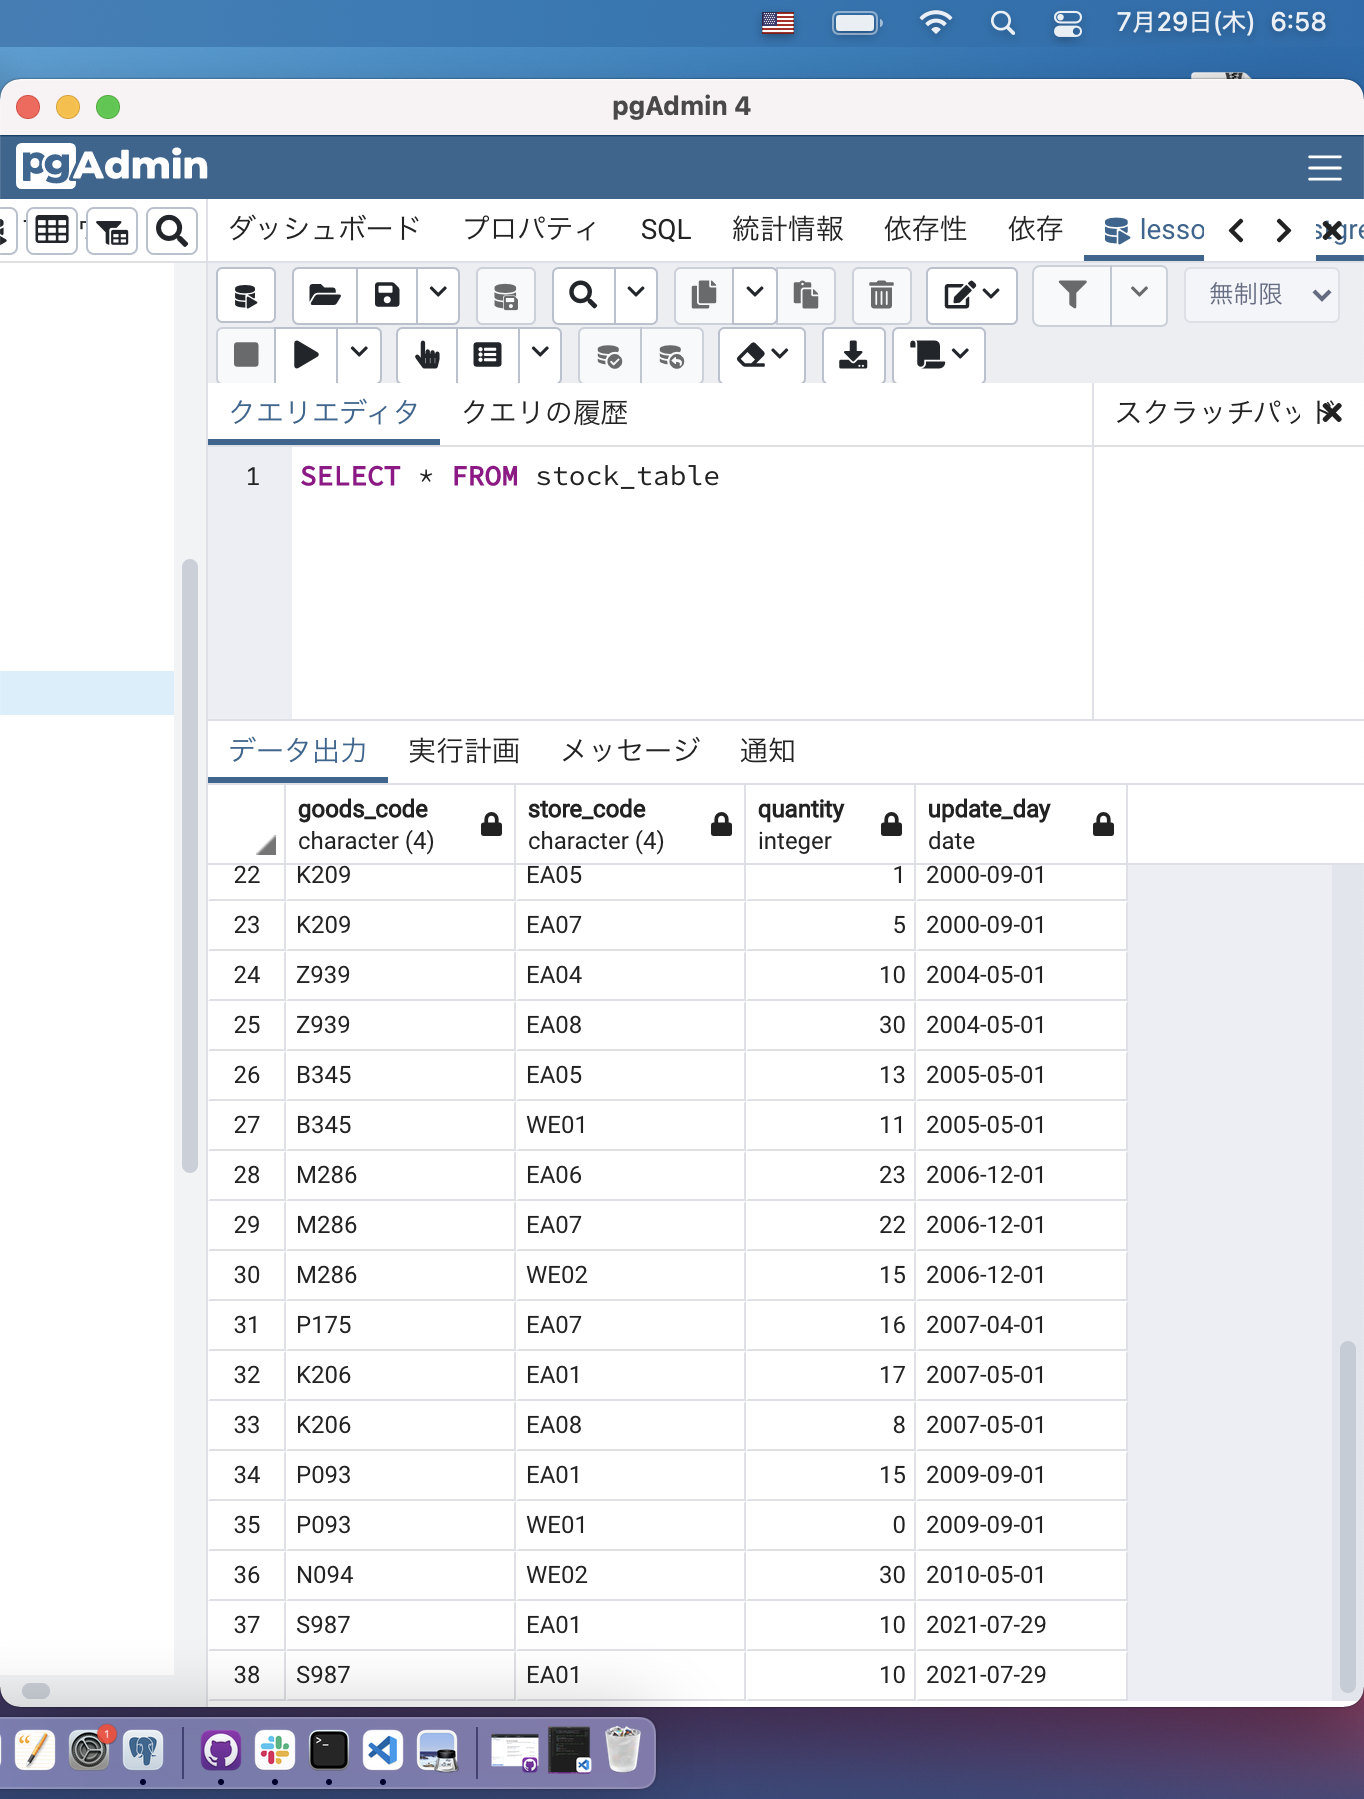 7月29日(木) 6:58
pgAdmin 4
pgAdmin
ダッシュボード プロパティ SQL 統計情報 依存性 依存 lesso
無制限
クエリエディタ クエリの履歴 スクラッチパッド
1 SELECT * FROM stock_table
データ出力 実行計画 メッセージ 通知
goods_code store_code quantity update_day
character (4) character (4) integer date
22 K209 EA05 1 2000-09-01
23 K209 EA07 5 2000-09-01
24 Z939 EA04 10 2004-05-01
25 Z939 EA08 30 2004-05-01
26 B345 EA05 13 2005-05-01
27 B345 WE01 11 2005-05-01
28 M286 EA06 23 2006-12-01
29 M286 EA07 22 2006-12-01
30 M286 WE02 15 2006-12-01
31 P175 EA07 16 2007-04-01
32 K206 EA01 17 2007-05-01
33 K206 EA08 8 2007-05-01
34 P093 EA01 15 2009-09-01
35 P093 WE01 0 2009-09-01
36 N094 WE02 30 2010-05-01
37 S987 EA01 10 2021-07-29
38 S987 EA01 10 2021-07-29
1